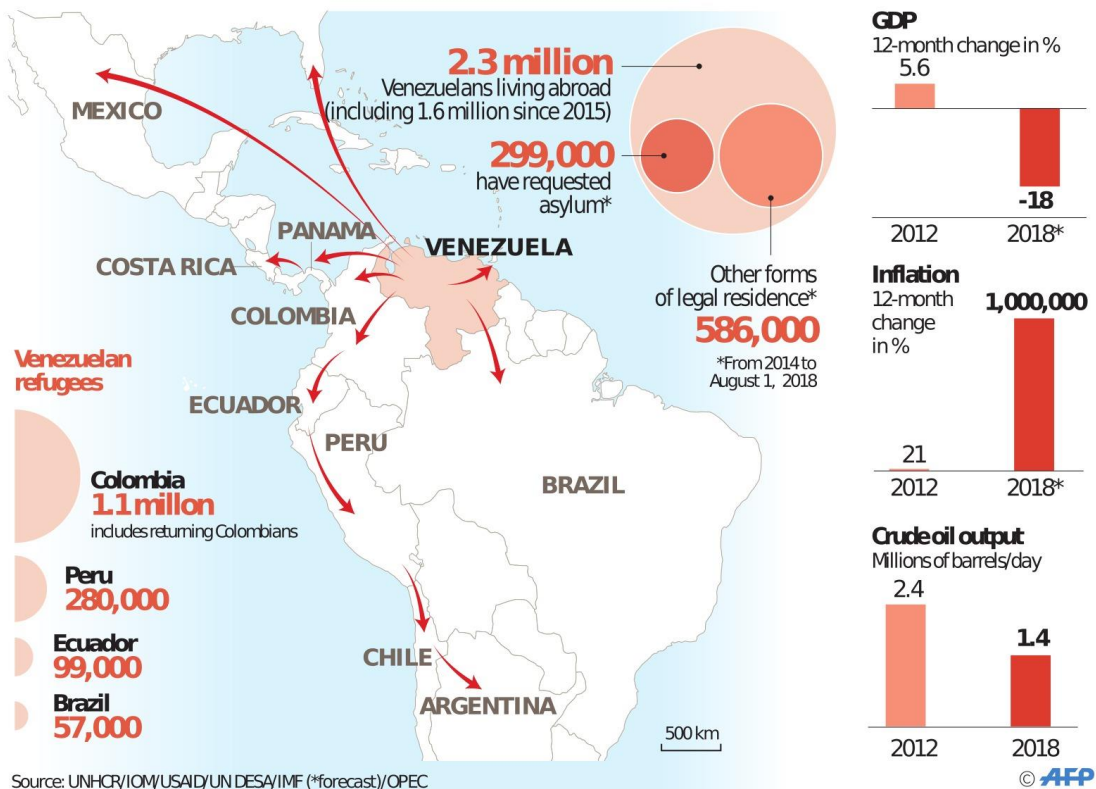 MEXICO
2.3 million
Venezuelans living abroad
(including 1.6 million since 2015)
299,000
have requested
asylum*
PANAMA
VENEZUELA
COSTA RICA
COLOMBIA
Other forms
of legal residence*
586,000
*From 2014 to
August 1, 2018
Venezuelan
refugees
ECUADOR
PERU
BRAZIL
Colombia
1.1 millon
includes returning Colombians
Peru
280,000
Ecuador
99,000
Brazil
57,000
CHILE
ARGENTINA
500 km
GDP
12-month change in %
5.6
-18
2012 2018*
Inflation
12-month
change
in %
1,000,000
21
2012 2018*
Crude oil output
Millions of barrels/day
2.4
1.4
2012 2018
Source: UNHCR/IOM/USAID/UN DESA/IMF (*forecast)/OPEC
© AFP